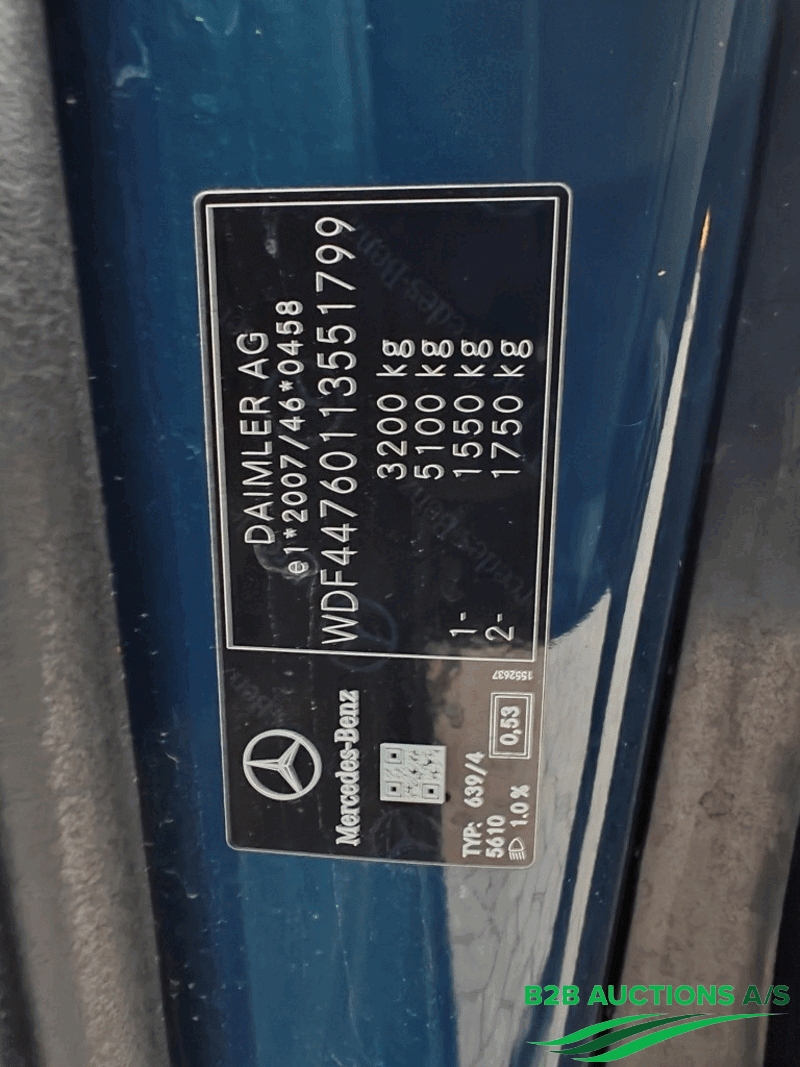 DAIMLER AG
e1*2007/46*0458
WDF44760113551799
3200 kg
5100 kg
1- 1550 kg
2- 1750 kg
Mercedes-Benz
TYP: 639/4
5610
1.0%
0,53
1552637
B2B AUCTIONS A/S